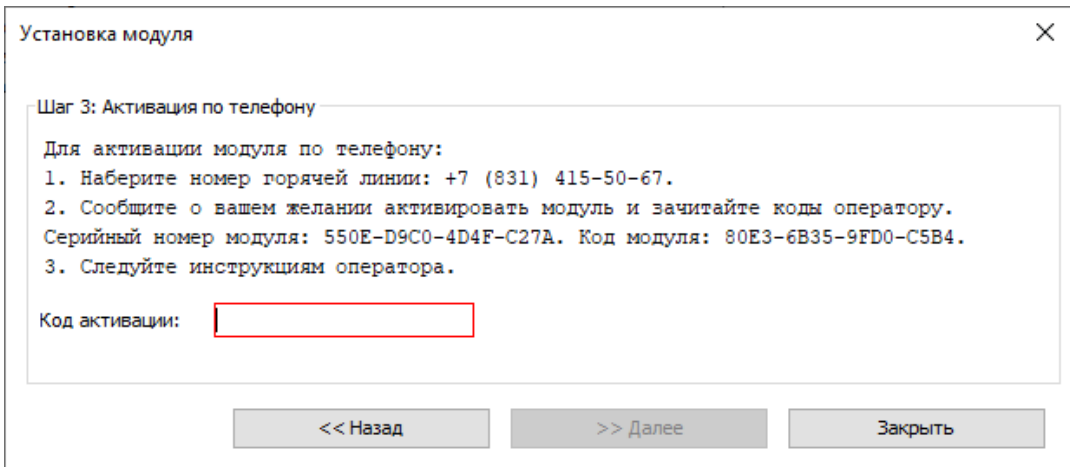 Установка модуля
Шаг 3: Активация по телефону
Для активации модуля по телефону:
1. Наберите номер горячей линии: +7 (831) 415-50-67.
2. Сообщите о вашем желании активировать модуль и зачитайте коды оператору.
Серийный номер модуля: 550E-D9C0-4D4F-C27A. Код модуля: 80E3-6B35-9FD0-C5B4.
3. Следуйте инструкциям оператора.
Код активации:
<< Назад >> Далее Закрыть